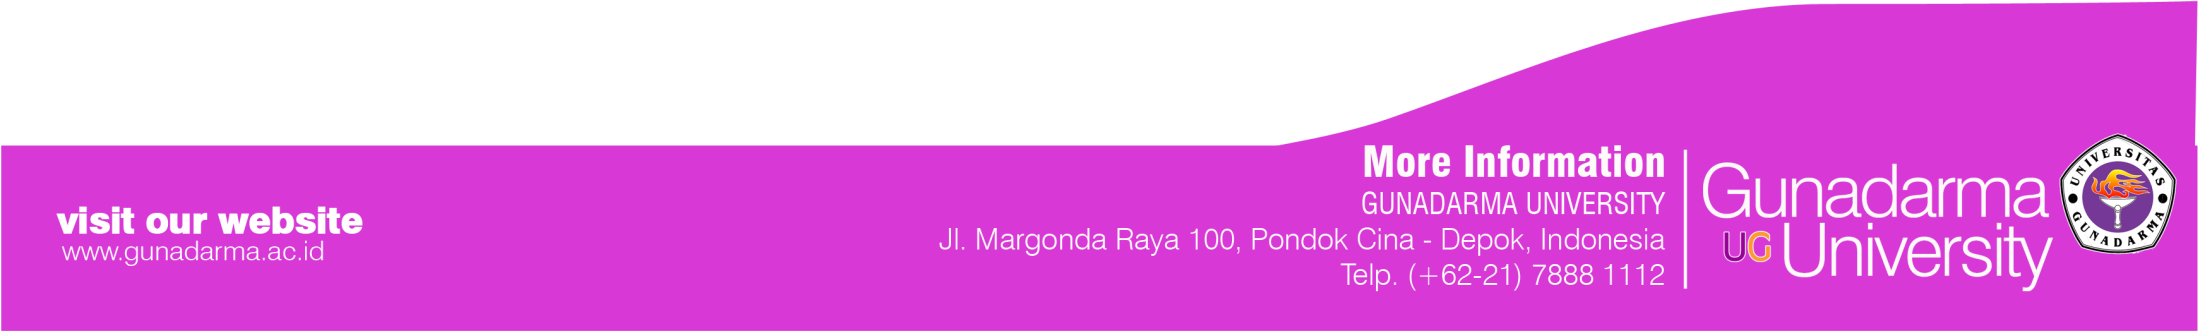 visit our website
www.gunadarma.ac.id
More Information
GUNADARMA UNIVERSITY
Jl. Margonda Raya 100, Pondok Cina - Depok, Indonesia
Telp. (+62-21) 7888 1112
Gunadarma
UG University
UNIVERSITAS
GUNADARMA